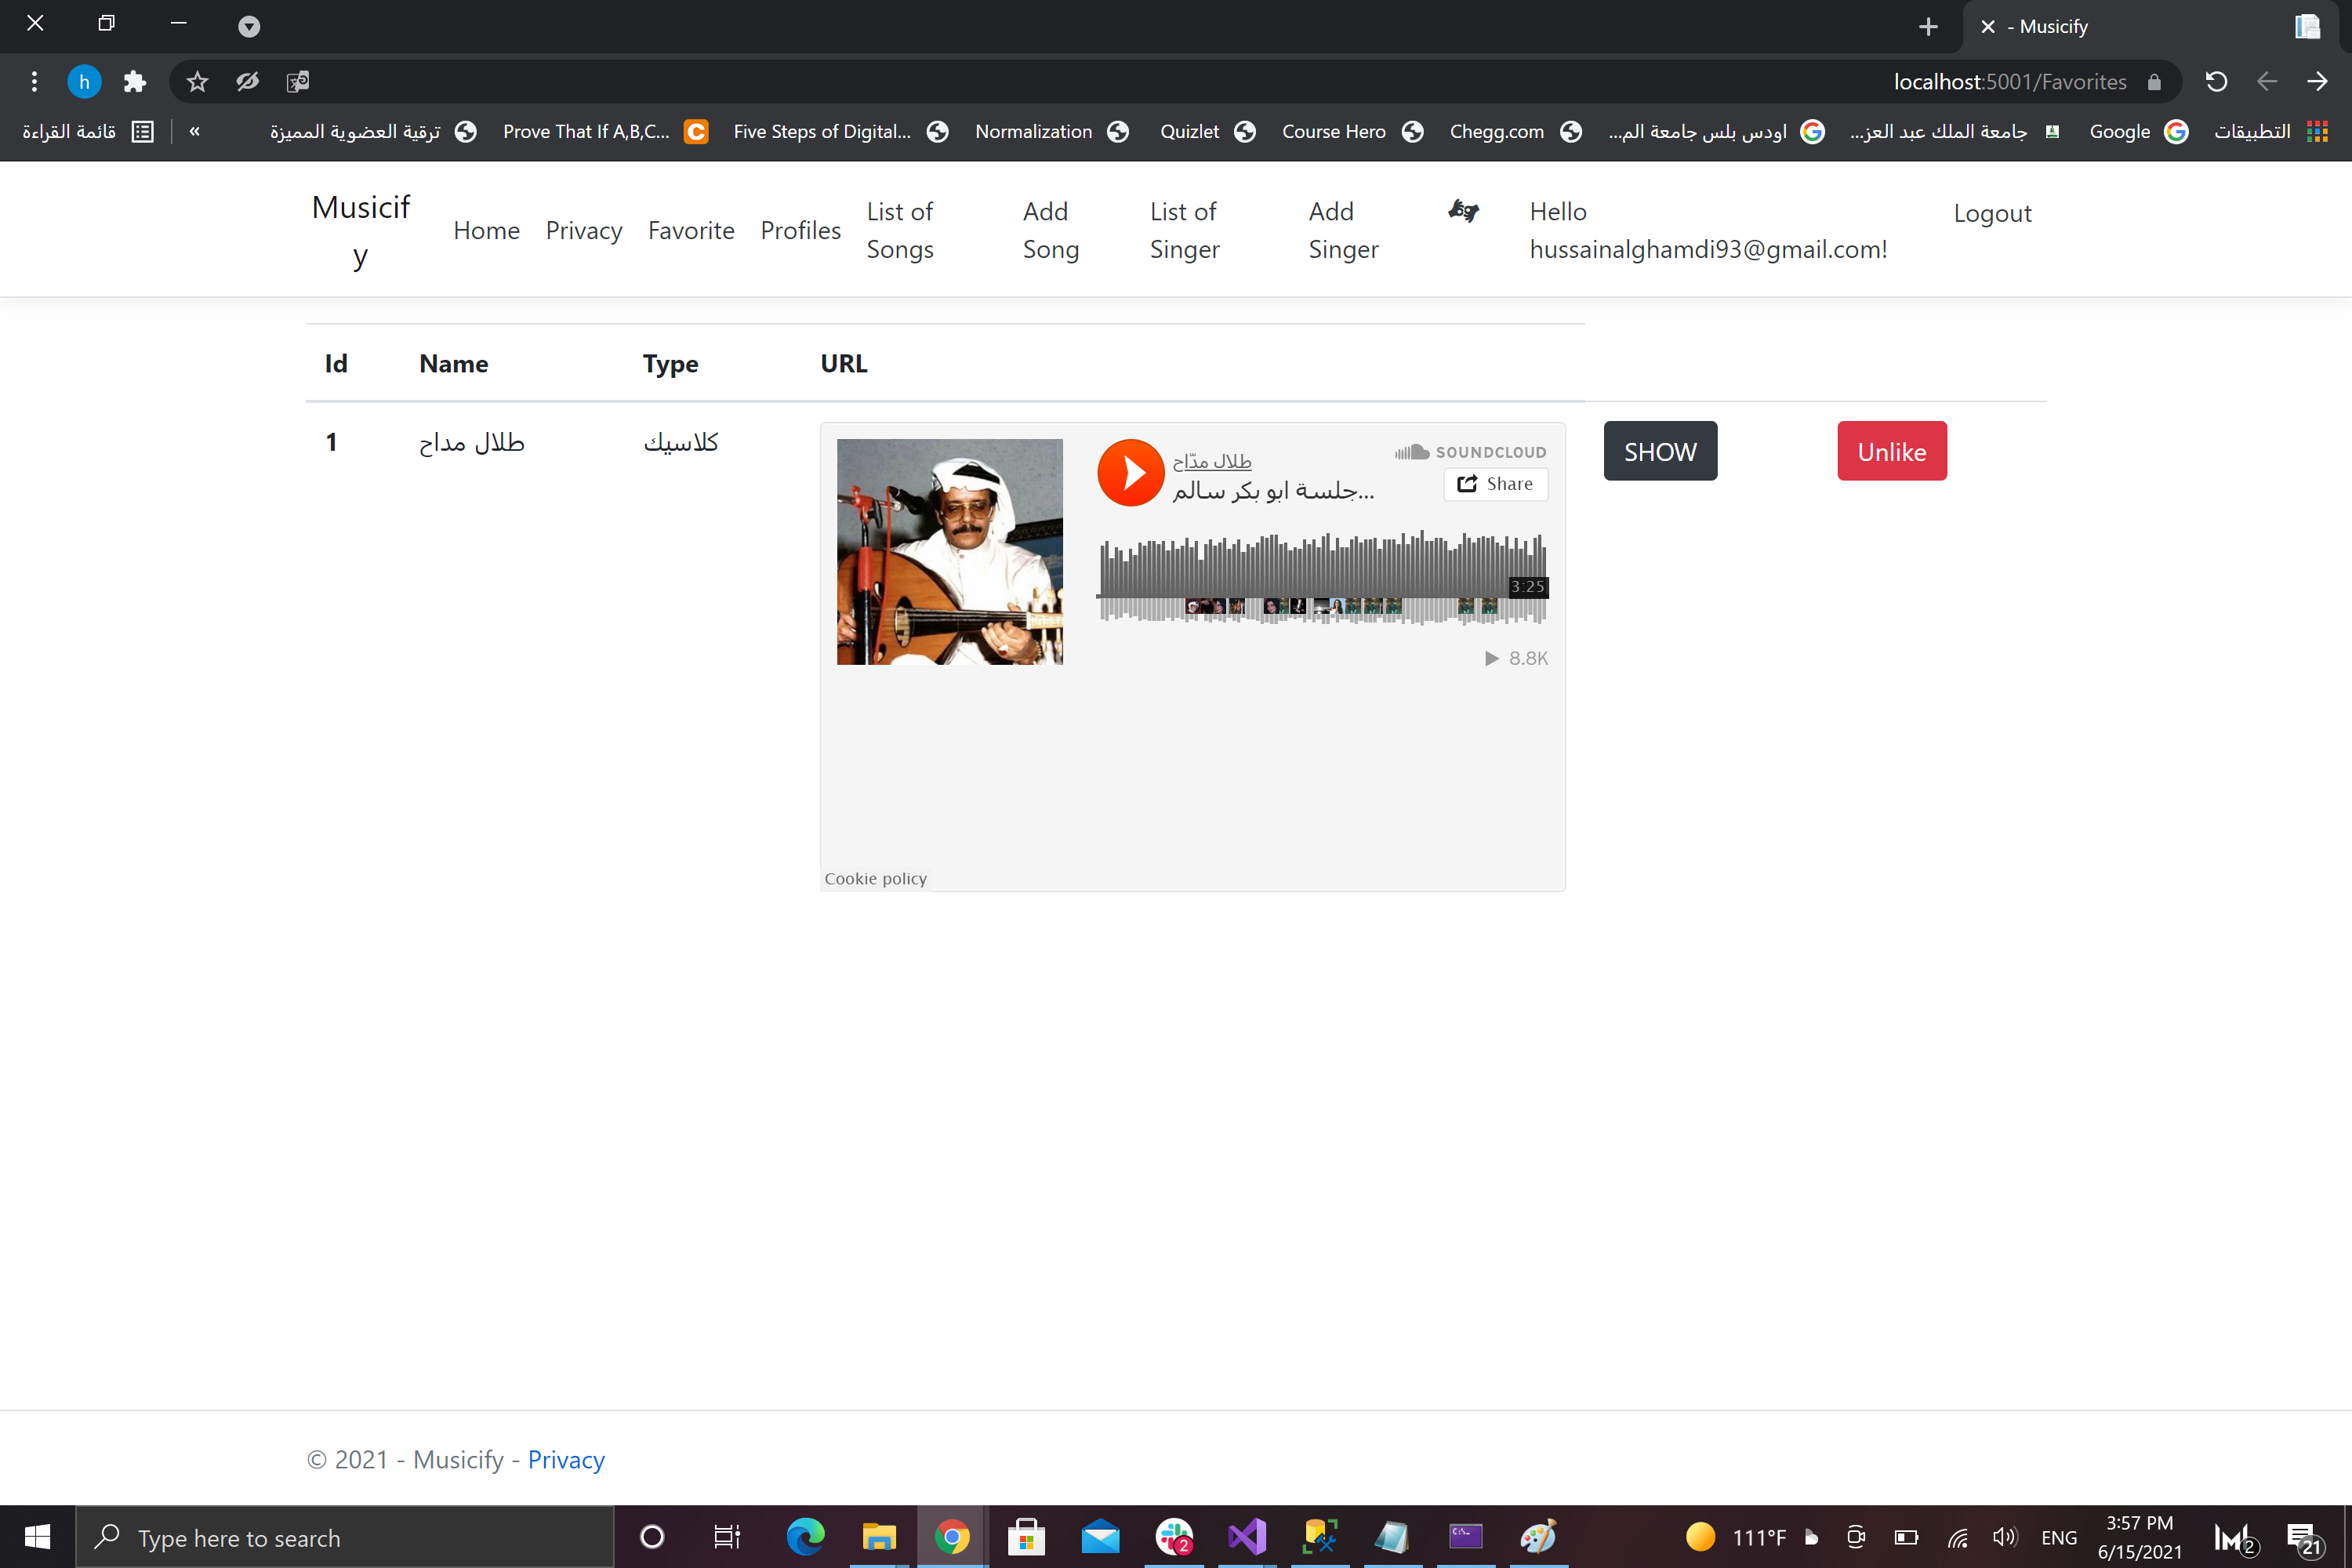 - Musicify
localhost:5001/Favorites
التطبيقات
Google
جامعة الملك عبد العز...
اودس بلس جامعة الم...
Chegg.com
Course Hero
Quizlet
Normalization
Five Steps of Digital...
Prove That If A,B,C...
ترقية العضوية المميزة
»
قائمة القراءة
h
Musicif
y
Home
Privacy
Favorite
Profiles
List of
Songs
Add
Song
List of
Singer
Add
Singer
Hello
hussainalghamdi93@gmail.com!
Logout
Id Name Type URL
1 طلال مداح كلاسيك
طلال مدّاح
جلسة ابو بكر سالم...
SOUNDCLOUD
Share
3:25
8.8K
Cookie policy
SHOW
Unlike
© 2021 - Musicify - Privacy
Type here to search
2
111°F
ENG
3:57 PM
6/15/2021
2
21